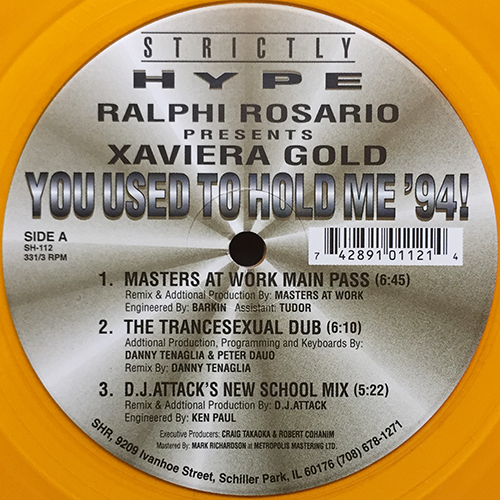 STRICTLY
HYPE
RALPHI ROSARIO
PRESENTS
XAVIERA GOLD
YOU USED TO HOLD ME '94!
SIDE A
SH-112
331/3 RPM
7 42891 01121 4
1. MASTERS AT WORK MAIN PASS (6:45)
Remix & Addtional Production By: MASTERS AT WORK
Engineered By: BARKIN Assistant: TUDOR
2. THE TRANCESEXUAL DUB (6:10)
Addtional Production, Programming and Keyboards By:
DANNY TENAGLIA & PETER DAUO
Remix By: DANNY TENAGLIA
3. D.J.ATTACK'S NEW SCHOOL MIX (5:22)
Remix & Addtional Production By: D.J.ATTACK
Engineered By: KEN PAUL
Executive Producers: CRAIG TAKAOKA & ROBERT COHANIM
Mastered By: MARK RICHARDSON at METROPOLIS MASTERING LTD.
SHR, 9209 Ivanhoe Street, Schiller Park, IL 60176 (708) 678-1271